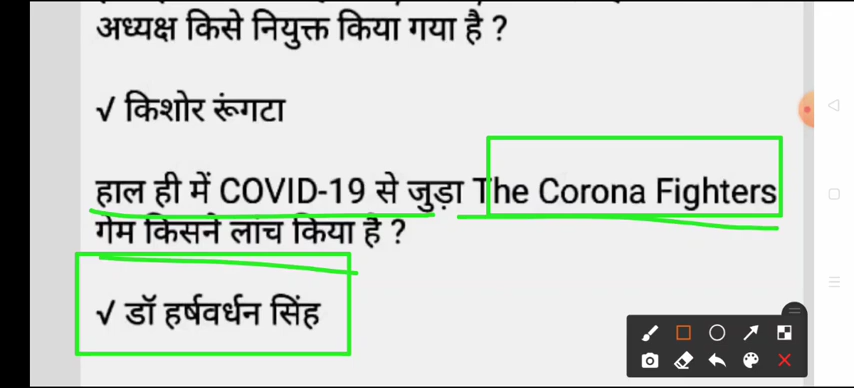 अध्यक्ष किसे नियुक्त किया गया है ?
√ किशोर रूंगटा
हाल ही में COVID-19 से जुड़ा The Corona Fighters
गेम किसने लांच किया है ?
√ डॉ हर्षवर्धन सिंह